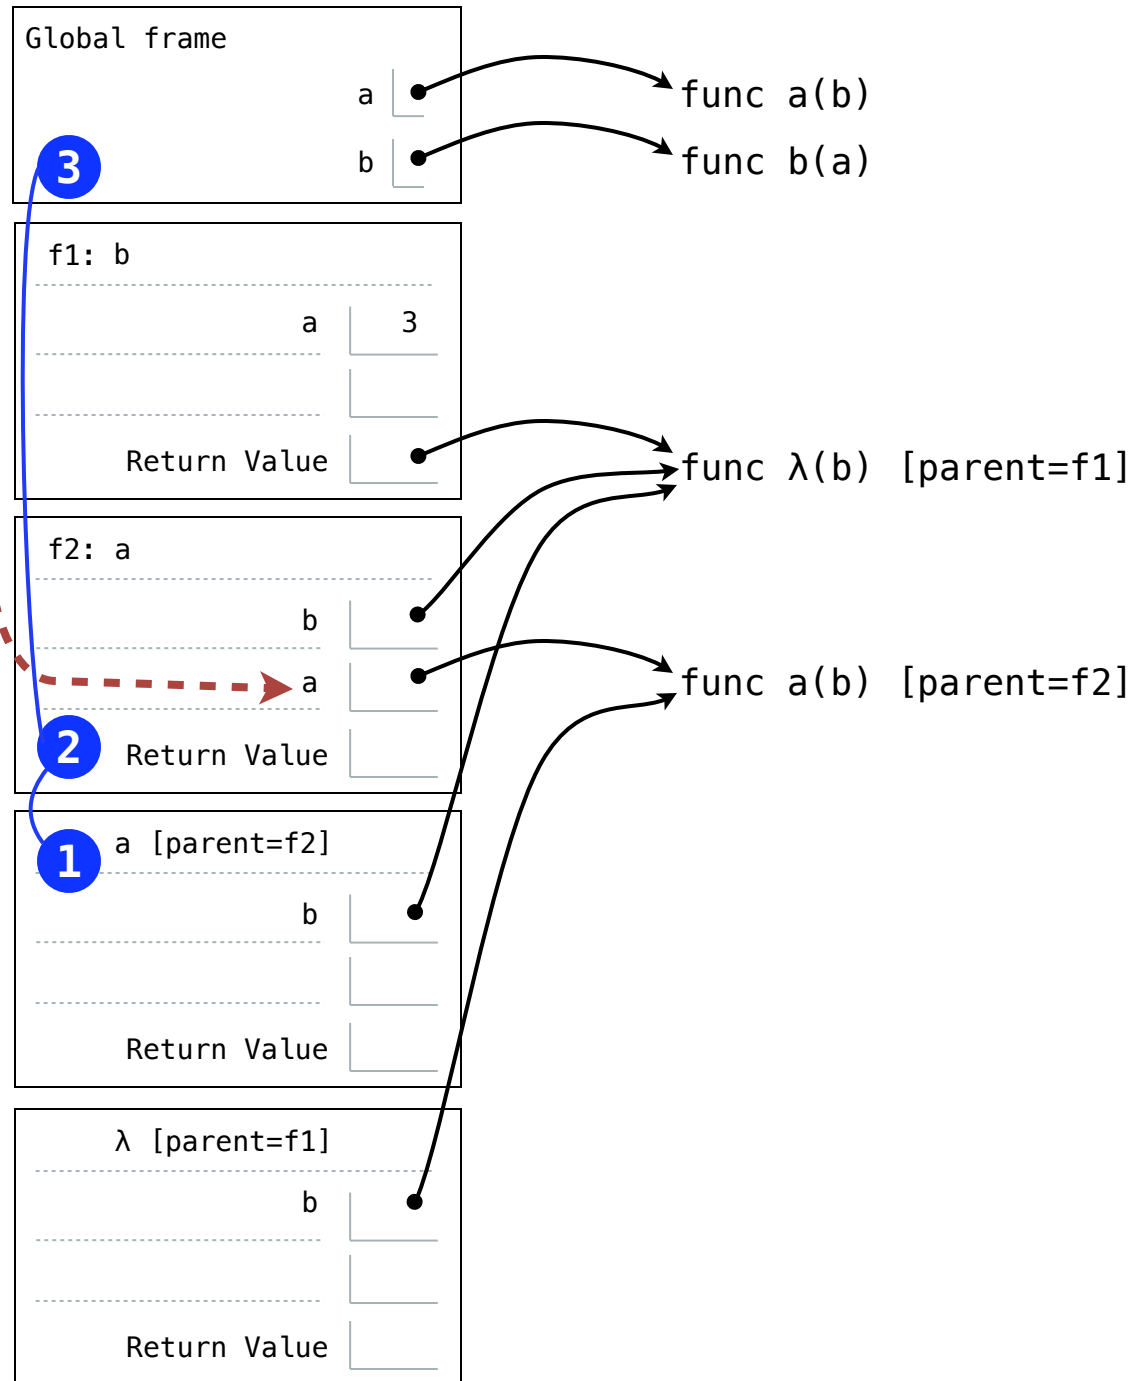 Global frame
a
func a(b)
b
func b(a)
3
f1: b
a 3
Return Value
func λ(b) [parent=f1]
f2: a
b
a
func a(b) [parent=f2]
2 Return Value
1 a [parent=f2]
b
Return Value
λ [parent=f1]
b
Return Value